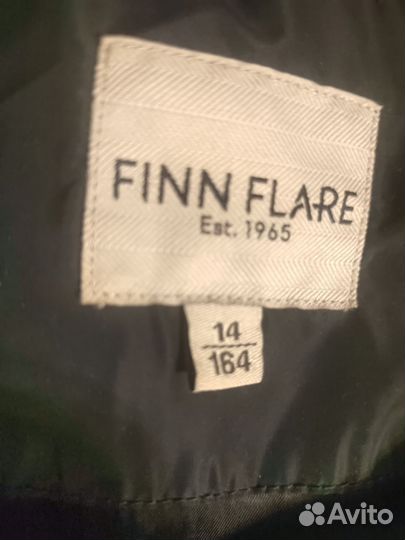 FINN FLARE
Est. 1965
14
164
Avito